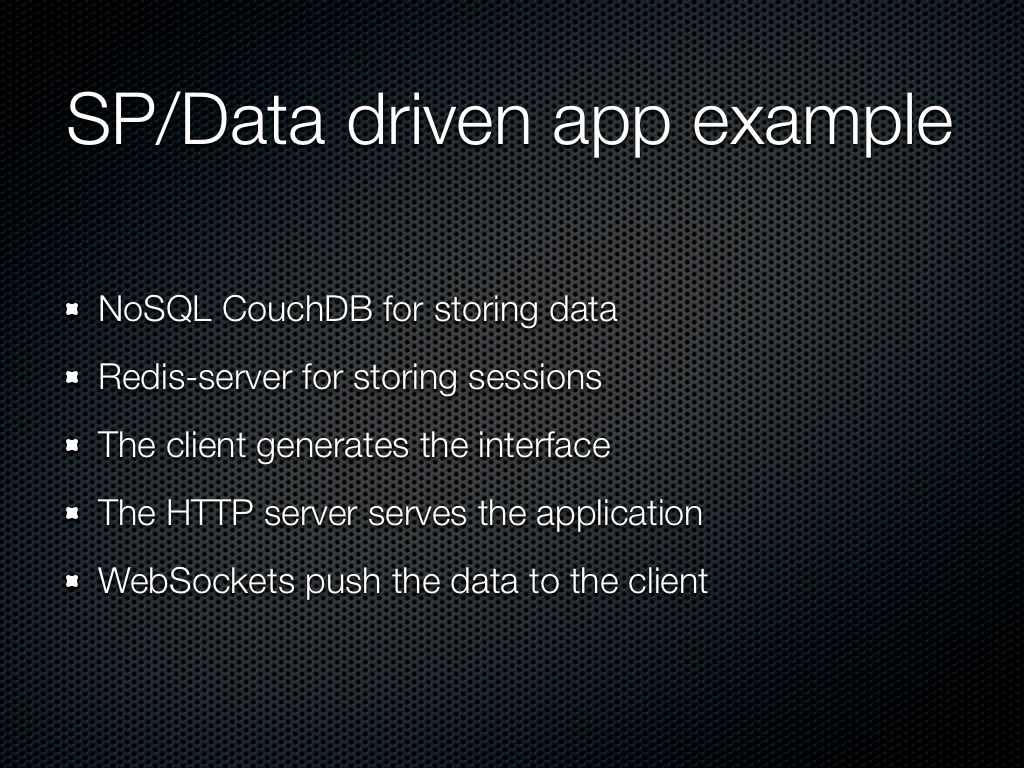 SP/Data driven app example
NoSQL CouchDB for storing data
Redis-server for storing sessions
The client generates the interface
The HTTP server serves the application
WebSockets push the data to the client